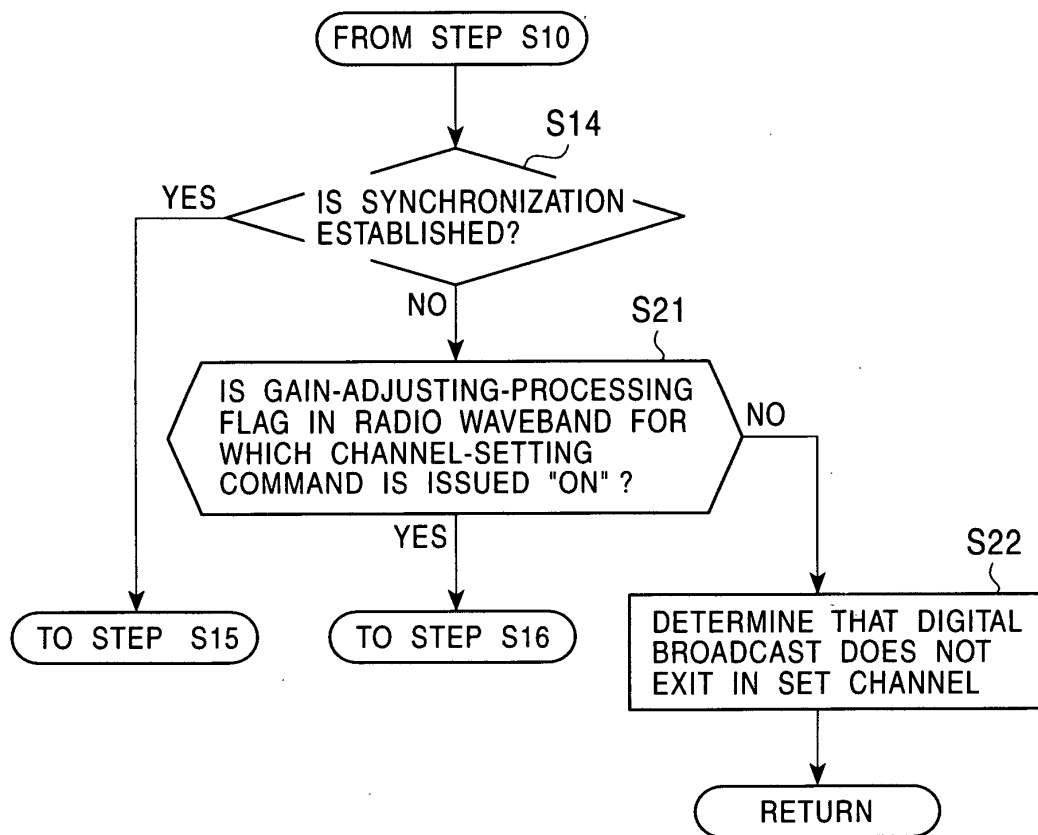 FROM STEP S10
S14
YES
IS SYNCHRONIZATION
ESTABLISHED?
NO
S21
IS GAIN-ADJUSTING-PROCESSING
FLAG IN RADIO WAVEBAND FOR
WHICH CHANNEL-SETTING
COMMAND IS ISSUED "ON" ?
NO
YES
S22
TO STEP S15
TO STEP S16
DETERMINE THAT DIGITAL
BROADCAST DOES NOT
EXIT IN SET CHANNEL
RETURN